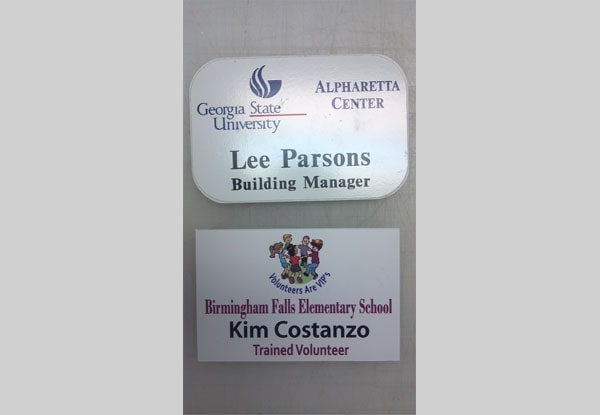 Georgia State
University
ALPHARETTA
CENTER
Lee Parsons
Building Manager
Volunteers Are VIP's
Birmingham Falls Elementary School
Kim Costanzo
Trained Volunteer